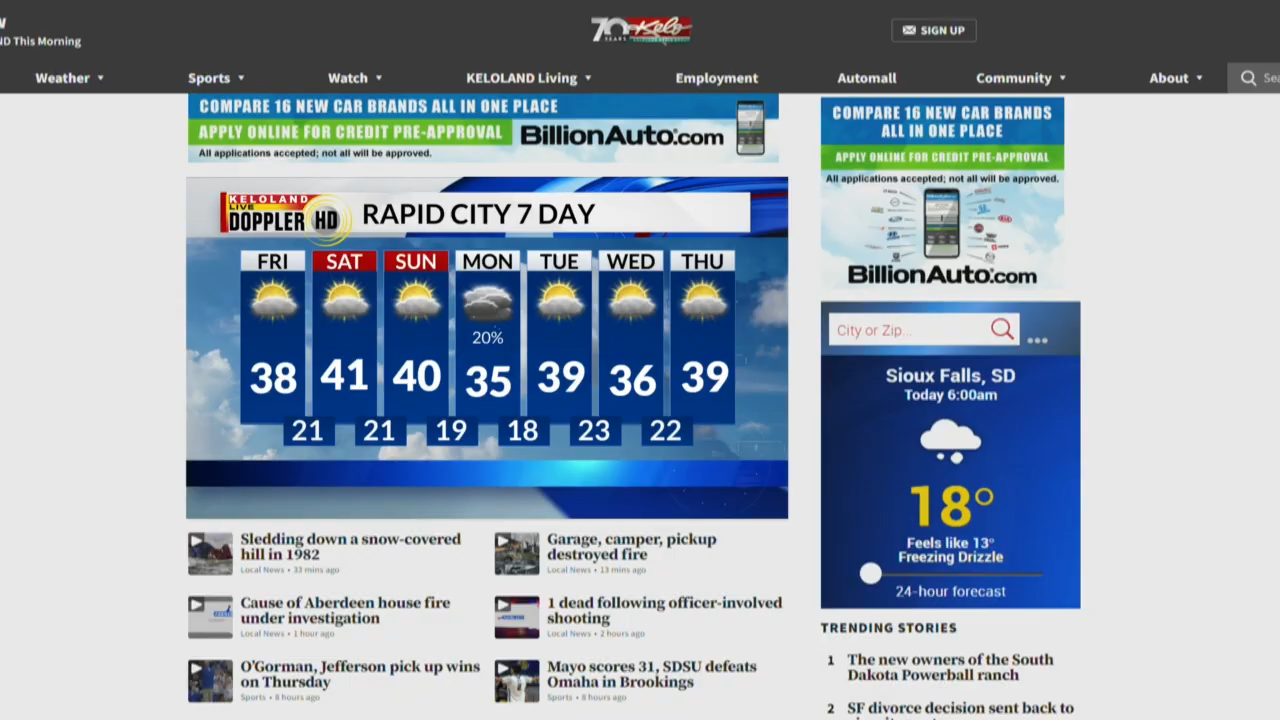 ND This Morning
70 YEARS Kelo
SIGN UP
Weather
Sports
Watch
KELOLAND Living
Employment
Automall
Community
About
COMPARE 16 NEW CAR BRANDS ALL IN ONE PLACE
APPLY ONLINE FOR CREDIT PRE-APPROVAL
BillionAuto.com
All applications accepted; not all will be approved.
COMPARE 16 NEW CAR BRANDS
ALL IN ONE PLACE
APPLY ONLINE FOR CREDIT PRE-APPROVAL
All applications accepted; not all will be approved.
BillionAuto.com
KELOLAND
LIVE
DOPPLER HD
RAPID CITY 7 DAY
FRI SAT SUN MON TUE WED THU
20%
38 41 40 35 39 36 39
21 21 19 18 23 22
City or Zip...
Sioux Falls, SD
Today 6:00am
18°
Feels like 13°
Freezing Drizzle
24-hour forecast
Sledding down a snow-covered
hill in 1982
Local News • 33 mins ago
Garage, camper, pickup
destroyed fire
Local News • 13 mins ago
Cause of Aberdeen house fire
under investigation
Local News • 1 hour ago
1 dead following officer-involved
shooting
Local News • 2 hours ago
O'Gorman, Jefferson pick up wins
on Thursday
Sports • 8 hours ago
Mayo scores 31, SDSU defeats
Omaha in Brookings
Sports • 8 hours ago
TRENDING STORIES
1 The new owners of the South
Dakota Powerball ranch
2 SF divorce decision sent back to